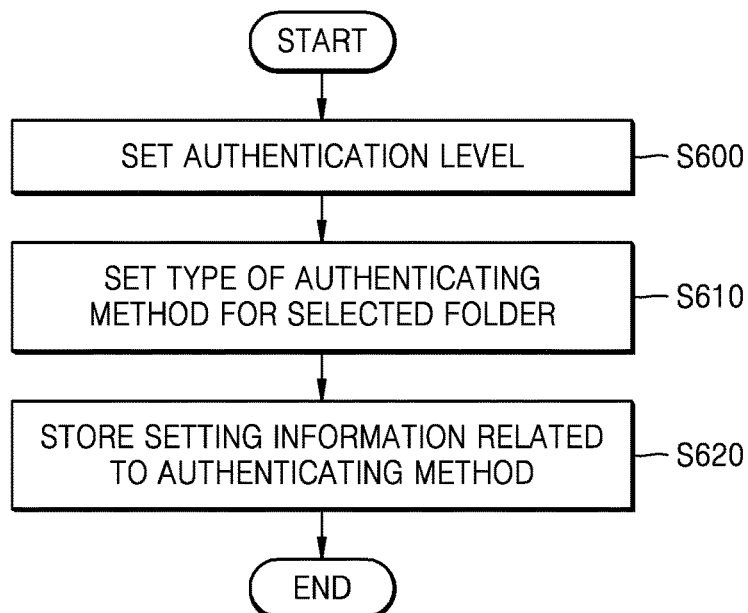 START
SET AUTHENTICATION LEVEL
S600
SET TYPE OF AUTHENTICATING
METHOD FOR SELECTED FOLDER
S610
STORE SETTING INFORMATION RELATED
TO AUTHENTICATING METHOD
S620
END